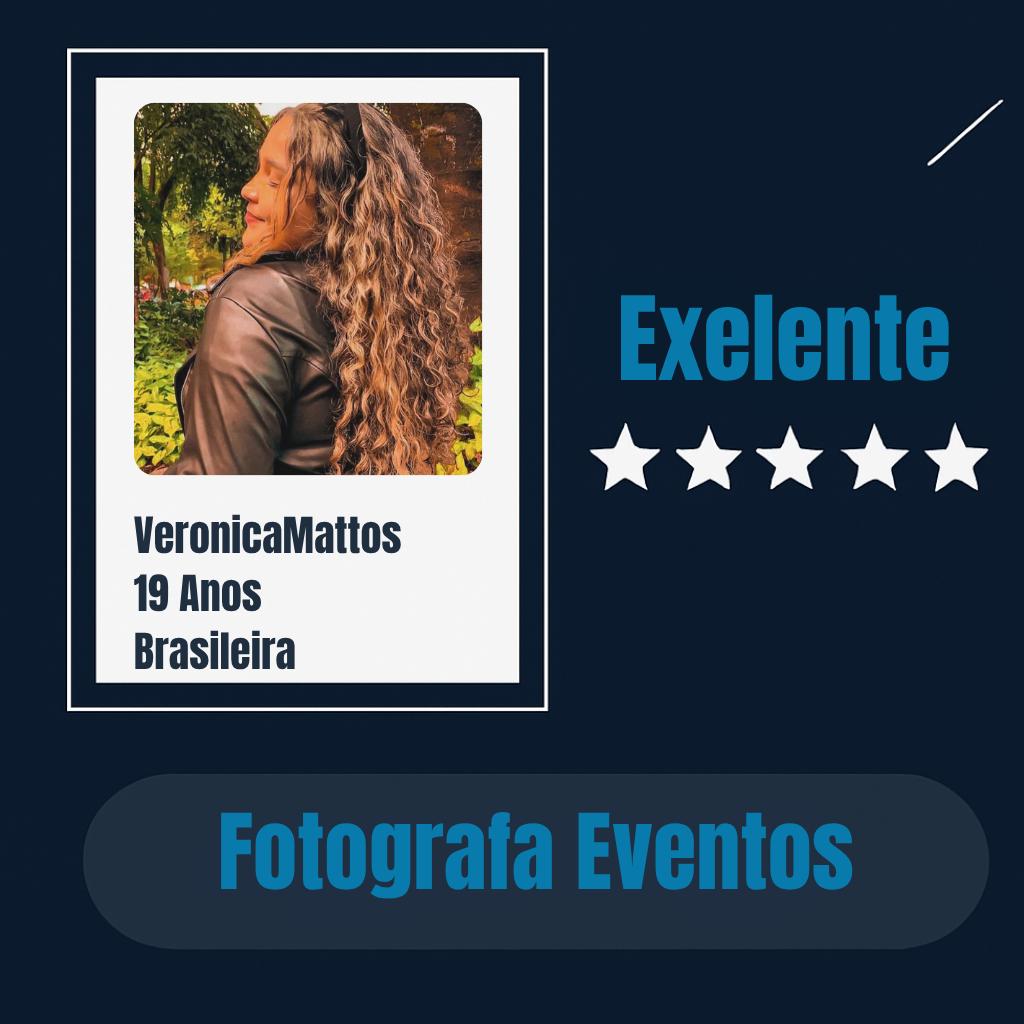 VeronicaMattos
19 Anos
Brasileira
Exelente
Fotografa Eventos